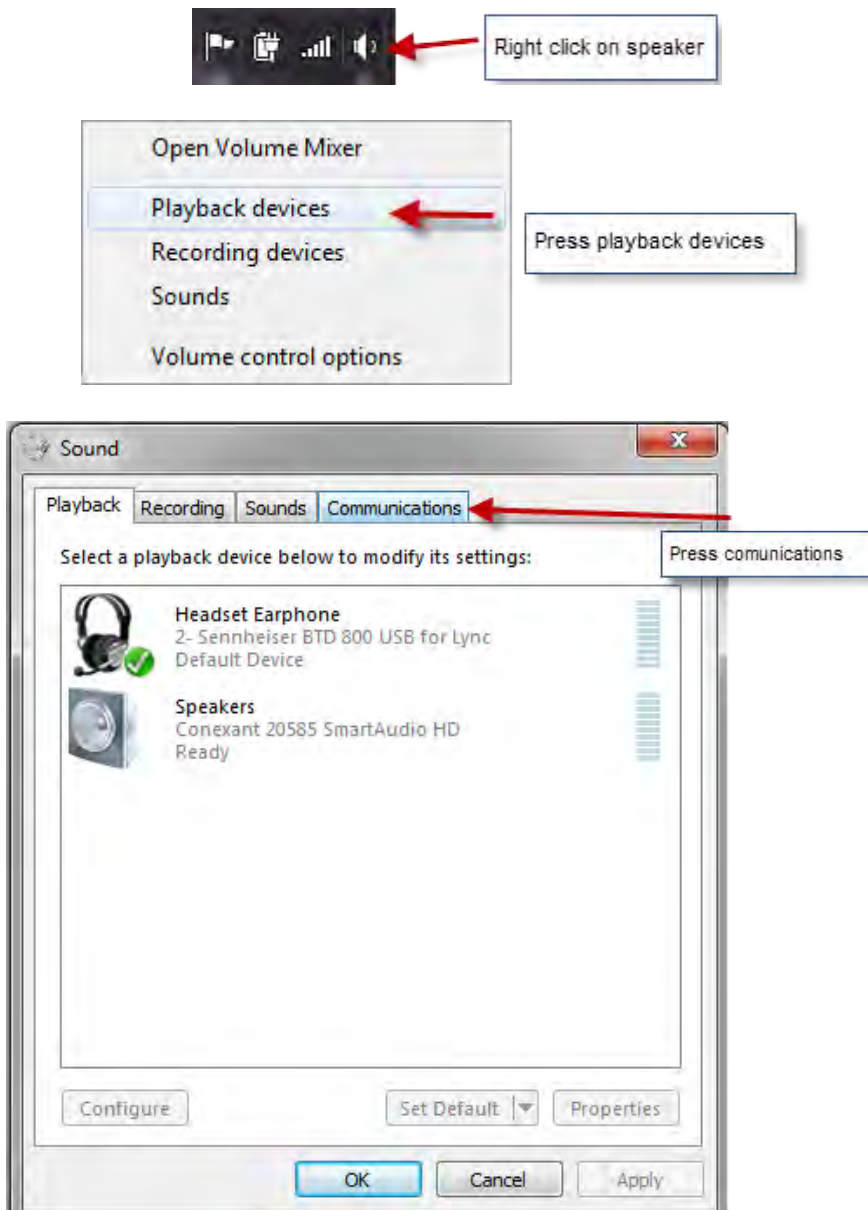 Right click on speaker
Open Volume Mixer
Playback devices
Press playback devices
Recording devices
Sounds
Volume control options
Sound
Playback Recording Sounds Communications
Press comunications
Select a playback device below to modify its settings:
Headset Earphone
2- Sennheiser BTD 800 USB for Lync
Default Device
Speakers
Conexant 20585 SmartAudio HD
Ready
Configure Set Default Properties
OK Cancel Apply